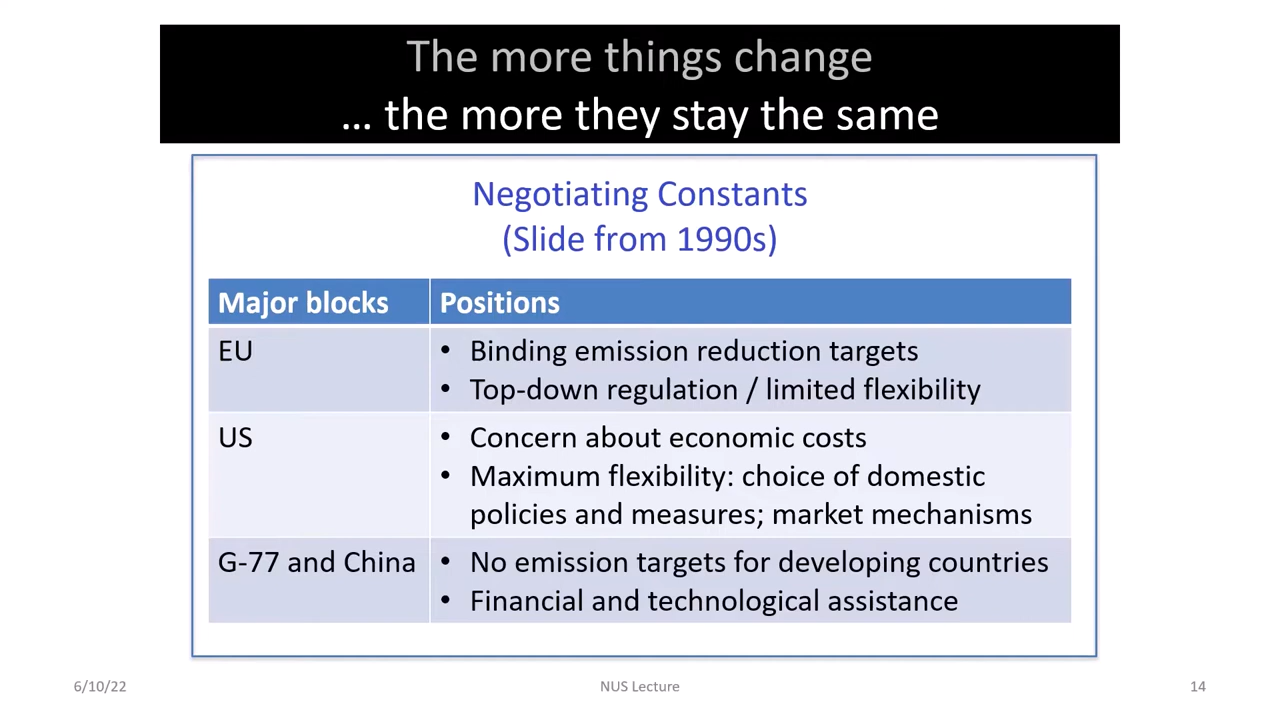 The more things change
… the more they stay the same
Negotiating Constants
(Slide from 1990s)
Major blocks Positions
EU • Binding emission reduction targets
• Top-down regulation / limited flexibility
US • Concern about economic costs
• Maximum flexibility: choice of domestic
policies and measures; market mechanisms
G-77 and China • No emission targets for developing countries
• Financial and technological assistance
6/10/22 NUS Lecture 14